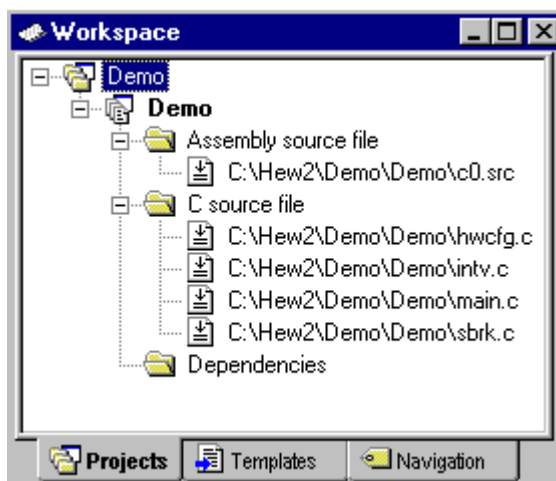 Workspace
Demo
Demo
Assembly source file
C:\Hew2\Demo\Demo\c0.src
C source file
C:\Hew2\Demo\Demo\hwcfg.c
C:\Hew2\Demo\Demo\intv.c
C:\Hew2\Demo\Demo\main.c
C:\Hew2\Demo\Demo\sbrk.c
Dependencies
Projects Templates Navigation